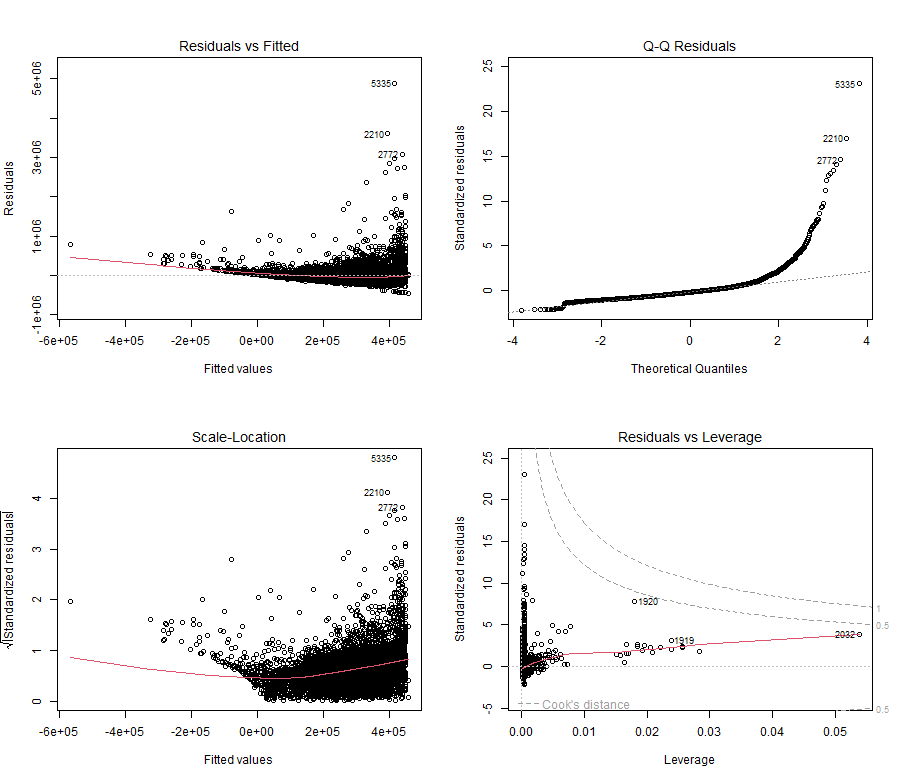 Residuals vs Fitted
Residuals
-1e+06
1e+06
3e+06
5e+06
5335
2210
2772
-6e+05
-4e+05
-2e+05
0e+00
2e+05
4e+05
Fitted values
Q-Q Residuals
Standardized residuals
0
5
10
15
20
25
5335
2210
2772
-4
-2
0
2
4
Theoretical Quantiles
Scale-Location
√|Standardized residuals|
0
1
2
3
4
5335
2210
2772
-6e+05
-4e+05
-2e+05
0e+00
2e+05
4e+05
Fitted values
Residuals vs Leverage
Standardized residuals
-5
0
5
10
15
20
25
1920
1919
2032
1
0.5
0.5
Cook's distance
0.00
0.01
0.02
0.03
0.04
0.05
Leverage